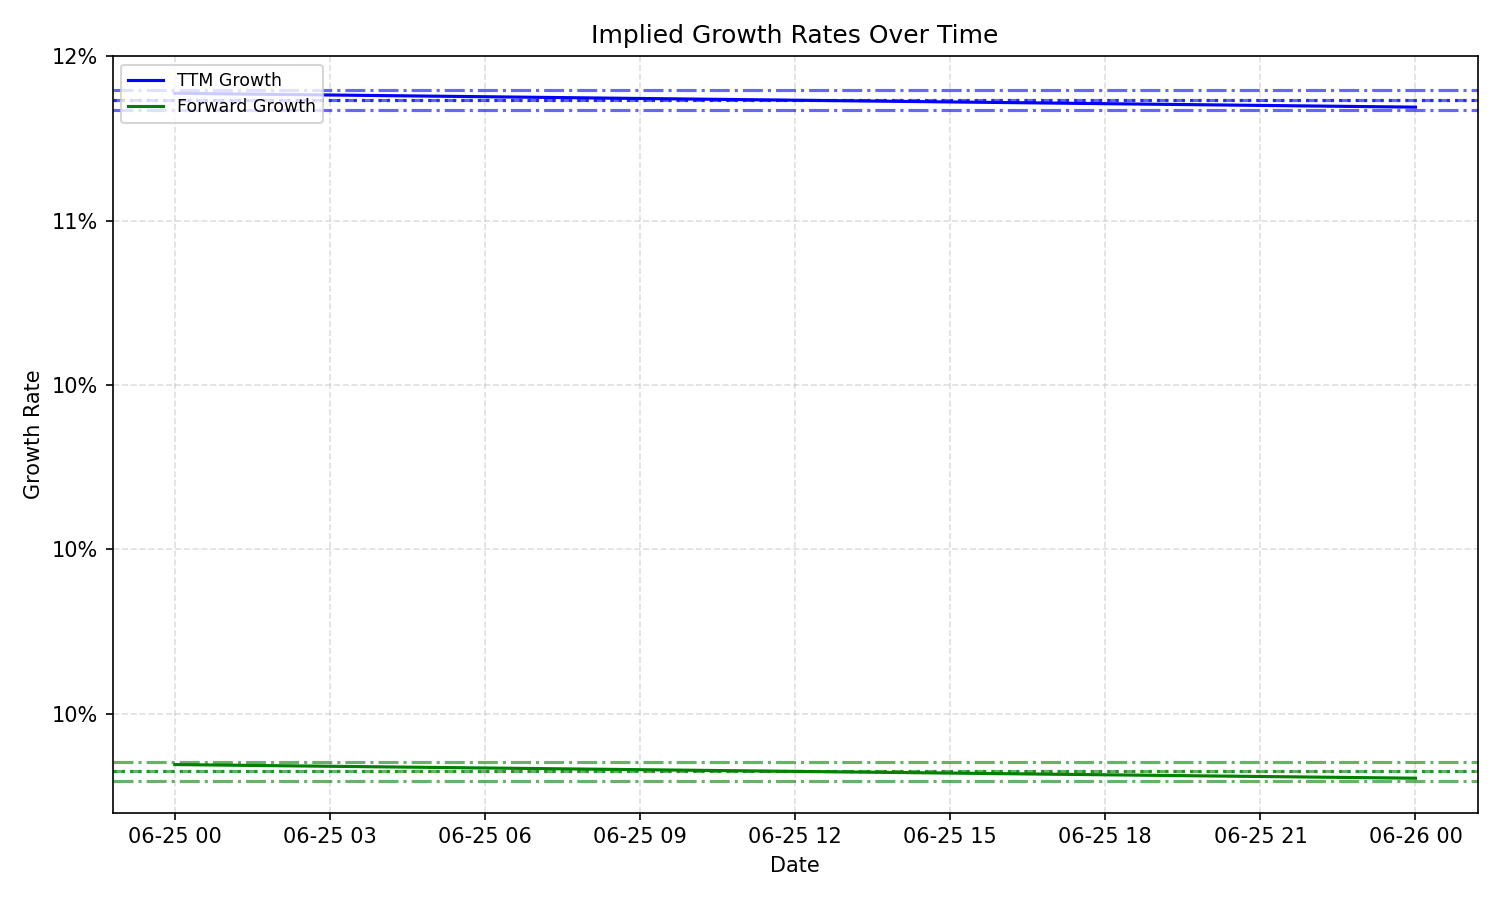 Implied Growth Rates Over Time
12%
11%
10%
10%
10%
Growth Rate
TTM Growth
Forward Growth
06-25 00
06-25 03
06-25 06
06-25 09
06-25 12
06-25 15
06-25 18
06-25 21
06-26 00
Date